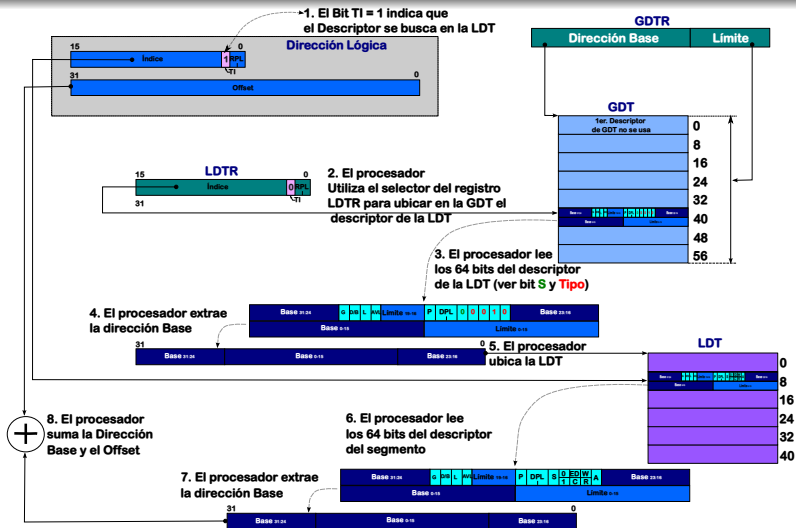 1. El Bit TI = 1 indica que
el Descriptor se busca en la LDT
Dirección Lógica
15 0
Índice 1 RPL
TI
31 0
Offset
GDTR
Dirección Base Límite
GDT
1er. Descriptor
de GDT no se usa
0
8
16
24
32
40
48
56
LDTR
15 0
Índice 0 RPL
TI
31
2. El procesador
Utiliza el selector del registro
LDTR para ubicar en la GDT el
descriptor de la LDT
3. El procesador lee
los 64 bits del descriptor
de la LDT (ver bit S y Tipo)
4. El procesador extrae
la dirección Base
Base 31:24 G D/B L AVL Límite 19-16 P DPL 0 0 0 1 0 Base 23:16
Base 0-15 Límite 0-15
31 0
Base 31:24 Base 0-15 Base 23:16
5. El procesador
ubica la LDT
LDT
0
8
16
24
32
40
6. El procesador lee
los 64 bits del descriptor
del segmento
7. El procesador extrae
la dirección Base
Base 31:24 G D/B L AVL Límite 19-16 P DPL S 0 ED W A Base 23:16
1 C R
Base 0-15 Límite 0-15
31 0
Base 31:24 Base 0-15 Base 23:16
8. El procesador
suma la Dirección
Base y el Offset